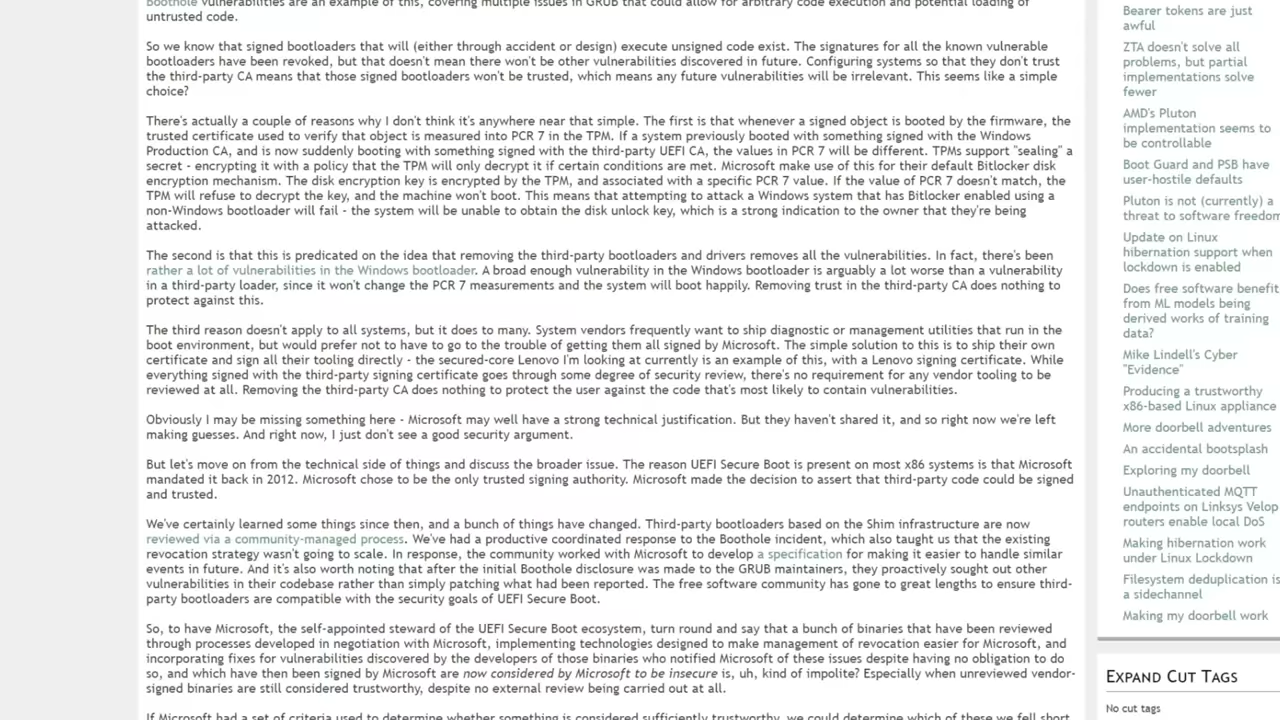 Boothole vulnerabilities are an example of this, covering multiple issues in GRUB that could allow for arbitrary code execution and potential loading of
untrusted code.
So we know that signed bootloaders that will (either through accident or design) execute unsigned code exist. The signatures for all the known vulnerable
bootloaders have been revoked, but that doesn't mean there won't be other vulnerabilities discovered in future. Configuring systems so that they don't trust
the third-party CA means that those signed bootloaders won't be trusted, which means any future vulnerabilities will be irrelevant. This seems like a simple
choice?
There's actually a couple of reasons why I don't think it's anywhere near that simple. The first is that whenever a signed object is booted by the firmware, the
trusted certificate used to verify that object is measured into PCR 7 in the TPM. If a system previously booted with something signed with the Windows
Production CA, and is now suddenly booting with something signed with the third-party UEFI CA, the values in PCR 7 will be different. TPMs support "sealing" a
secret - encrypting it with a policy that the TPM will only decrypt it if certain conditions are met. Microsoft make use of this for their default Bitlocker disk
encryption mechanism. The disk encryption key is encrypted by the TPM, and associated with a specific PCR 7 value. If the value of PCR 7 doesn't match, the
TPM will refuse to decrypt the key, and the machine won't boot. This means that attempting to attack a Windows system that has Bitlocker enabled using a
non-Windows bootloader will fail - the system will be unable to obtain the disk unlock key, which is a strong indication to the owner that they're being
attacked.
The second is that this is predicated on the idea that removing the third-party bootloaders and drivers removes all the vulnerabilities. In fact, there's been
rather a lot of vulnerabilities in the Windows bootloader. A broad enough vulnerability in the Windows bootloader is arguably a lot worse than a vulnerability
in a third-party loader, since it won't change the PCR 7 measurements and the system will boot happily. Removing trust in the third-party CA does nothing to
protect against this.
The third reason doesn't apply to all systems, but it does to many. System vendors frequently want to ship diagnostic or management utilities that run in the
boot environment, but would prefer not to have to go to the trouble of getting them all signed by Microsoft. The simple solution to this is to ship their own
certificate and sign all their tooling directly - the secured-core Lenovo I'm looking at currently is an example of this, with a Lenovo signing certificate. While
everything signed with the third-party signing certificate goes through some degree of security review, there's no requirement for any vendor tooling to be
reviewed at all. Removing the third-party CA does nothing to protect the user against the code that's most likely to contain vulnerabilities.
Obviously I may be missing something here - Microsoft may well have a strong technical justification. But they haven't shared it, and so right now we're left
making guesses. And right now, I just don't see a good security argument.
But let's move on from the technical side of things and discuss the broader issue. The reason UEFI Secure Boot is present on most x86 systems is that Microsoft
mandated it back in 2012. Microsoft chose to be the only trusted signing authority. Microsoft made the decision to assert that third-party code could be signed
and trusted.
We've certainly learned some things since then, and a bunch of things have changed. Third-party bootloaders based on the Shim infrastructure are now
reviewed via a community-managed process. We've had a productive coordinated response to the Boothole incident, which also taught us that the existing
revocation strategy wasn't going to scale. In response, the community worked with Microsoft to develop a specification for making it easier to handle similar
events in future. And it's also worth noting that after the initial Boothole disclosure was made to the GRUB maintainers, they proactively sought out other
vulnerabilities in their codebase rather than simply patching what had been reported. The free software community has gone to great lengths to ensure third-
party bootloaders are compatible with the security goals of UEFI Secure Boot.
So, to have Microsoft, the self-appointed steward of the UEFI Secure Boot ecosystem, turn round and say that a bunch of binaries that have been reviewed
through processes developed in negotiation with Microsoft, implementing technologies designed to make management of revocation easier for Microsoft, and
incorporating fixes for vulnerabilities discovered by the developers of those binaries who notified Microsoft of these issues despite having no obligation to do
so, and which have then been signed by Microsoft are now considered by Microsoft to be insecure is, uh, kind of impolite? Especially when unreviewed vendor-
signed binaries are still considered trustworthy, despite no external review being carried out at all.
If Microsoft had a set of criteria used to determine whether something is considered sufficiently trustworthy, we could determine which of these we fell short
Bearer tokens are just
awful
ZTA doesn't solve all
problems, but partial
implementations solve
fewer
AMD's Pluton
implementation seems to
be controllable
Boot Guard and PSB have
user-hostile defaults
Pluton is not (currently) a
threat to software freedom
Update on Linux
hibernation support when
lockdown is enabled
Does free software benefit
from ML models being
derived works of training
data?
Mike Lindell's Cyber
"Evidence"
Producing a trustworthy
x86-based Linux appliance
More doorbell adventures
An accidental bootsplash
Exploring my doorbell
Unauthenticated MQTT
endpoints on Linksys Velop
routers enable local DoS
Making hibernation work
under Linux Lockdown
Filesystem deduplication is
a sidechannel
Making my doorbell work
EXPAND CUT TAGS
No cut tags